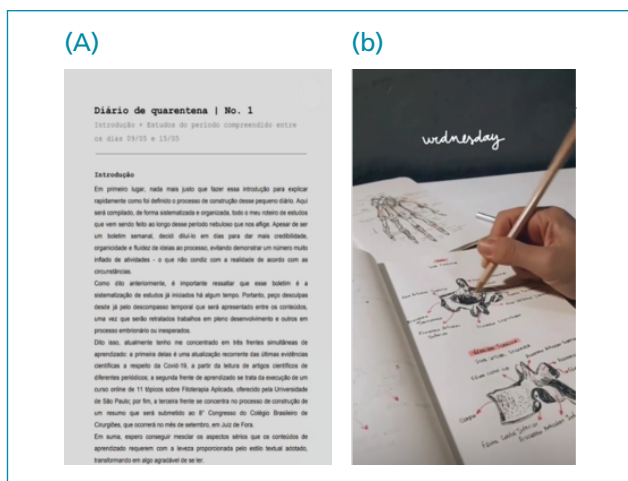 (A)
Diário de quarentena | No. 1
Introdução + Estudos do período compreendido entre
os dias 09/05 e 15/05
Introdução
Em primeiro lugar, nada mais justo que fazer essa introdução para explicar
rapidamente como foi definido o processo de construção desse pequeno diário. Aqui
será compilado, de forma sistematizada e organizada, todo o meu roteiro de estudos
que vem sendo feito ao longo desse período nebuloso que nos aflige. Apesar de ser
um boletim semanal, decidi diluí-lo em dias para dar mais credibilidade,
organicidade e fluidez de ideias ao processo, evitando demonstrar um número muito
inflado de atividades - o que não condiz com a realidade de acordo com as
circunstâncias.
Como dito anteriormente, é importante ressaltar que esse boletim é a
sistematização de estudos já iniciados há algum tempo. Portanto, peço desculpas
desde já pelo descompasso temporal que será apresentado entre os conteúdos,
uma vez que serão retratados trabalhos em pleno desenvolvimento e outros em
processo embrionário ou inesperados.
Dito isso, atualmente tenho me concentrado em três frentes simultâneas de
aprendizado: a primeira delas é uma atualização recorrente das últimas evidências
científicas a respeito da Covid-19, a partir da leitura de artigos científicos de
diferentes periódicos; a segunda frente de aprendizado se trata da execução de um
curso online de 11 tópicos sobre Fitoterapia Aplicada, oferecido pela Universidade
de São Paulo; por fim, a terceira frente se concentra no processo de construção de
um resumo que será submetido ao 8° Congresso do Colégio Brasileiro de
Cirurgiões, que ocorrerá no mês de setembro, em Juiz de Fora.
Em suma, espero conseguir mesclar os aspectos sérios que os conteúdos de
aprendizado requerem com a leveza proporcionada pelo estilo textual adotado,
transformando em algo agradável de se ler.
(b)
wednesday
Corpo